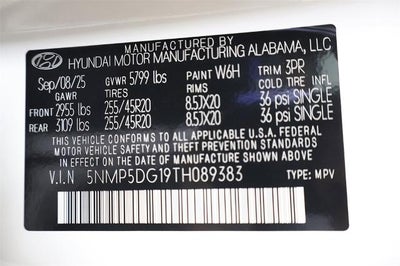 MANUFACTURED BY
HYUNDAI MOTOR MANUFACTURING ALABAMA, LLC
Sep/08/25 GVWR 5799 lbs PAINT W6H TRIM 3PR
GAWR TIRES RIMS COLD TIRE INFL
FRONT 2955 lbs 255/45R20 8.5JX20 36 psi SINGLE
REAR 3109 lbs 255/45R20 8.5JX20 36 psi SINGLE
THIS VEHICLE CONFORMS TO ALL APPLICABLE U.S.A. FEDERAL
MOTOR VEHICLE SAFETY AND THEFT PREVENTION STANDARDS IN EFFECT
ON THE DATE OF MANUFACTURE SHOWN ABOVE.
V.I.N 5NMP5DG19TH089383 TYPE: MPV